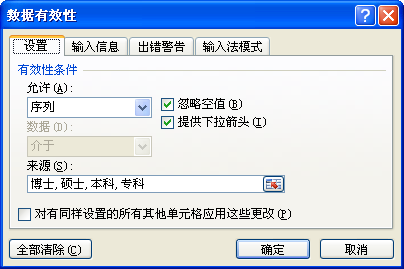 数据有效性
设置 输入信息 出错警告 输入法模式
有效性条件
允许(A):
序列 忽略空值(B)
数据(D): 提供下拉箭头(I)
介于
来源(S):
博士,硕士,本科,专科
对有同样设置的所有其他单元格应用这些更改(P)
全部清除(C) 确定 取消